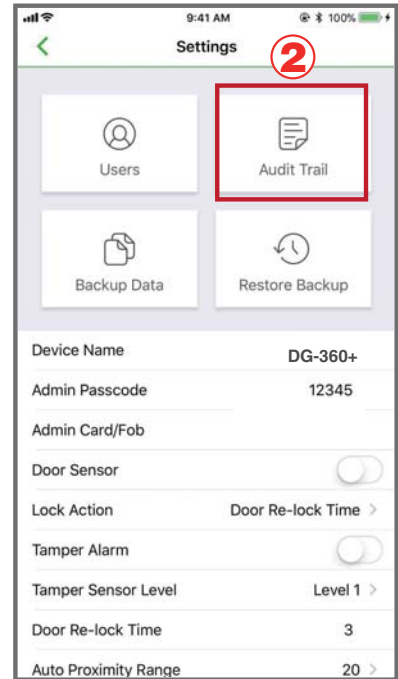 9:41 AM 100%
Settings
2
Users Audit Trail
Backup Data Restore Backup
Device Name DG-360+
Admin Passcode 12345
Admin Card/Fob
Door Sensor
Lock Action Door Re-lock Time >
Tamper Alarm
Tamper Sensor Level Level 1 >
Door Re-lock Time 3
Auto Proximity Range 20 >